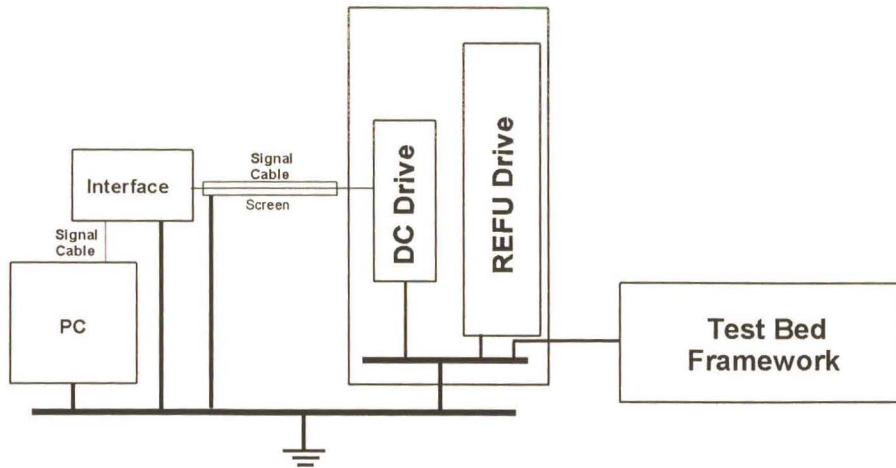 Signal
Cable
Interface
Screen
Signal
Cable
PC
DC Drive
REFU Drive
Test Bed
Framework